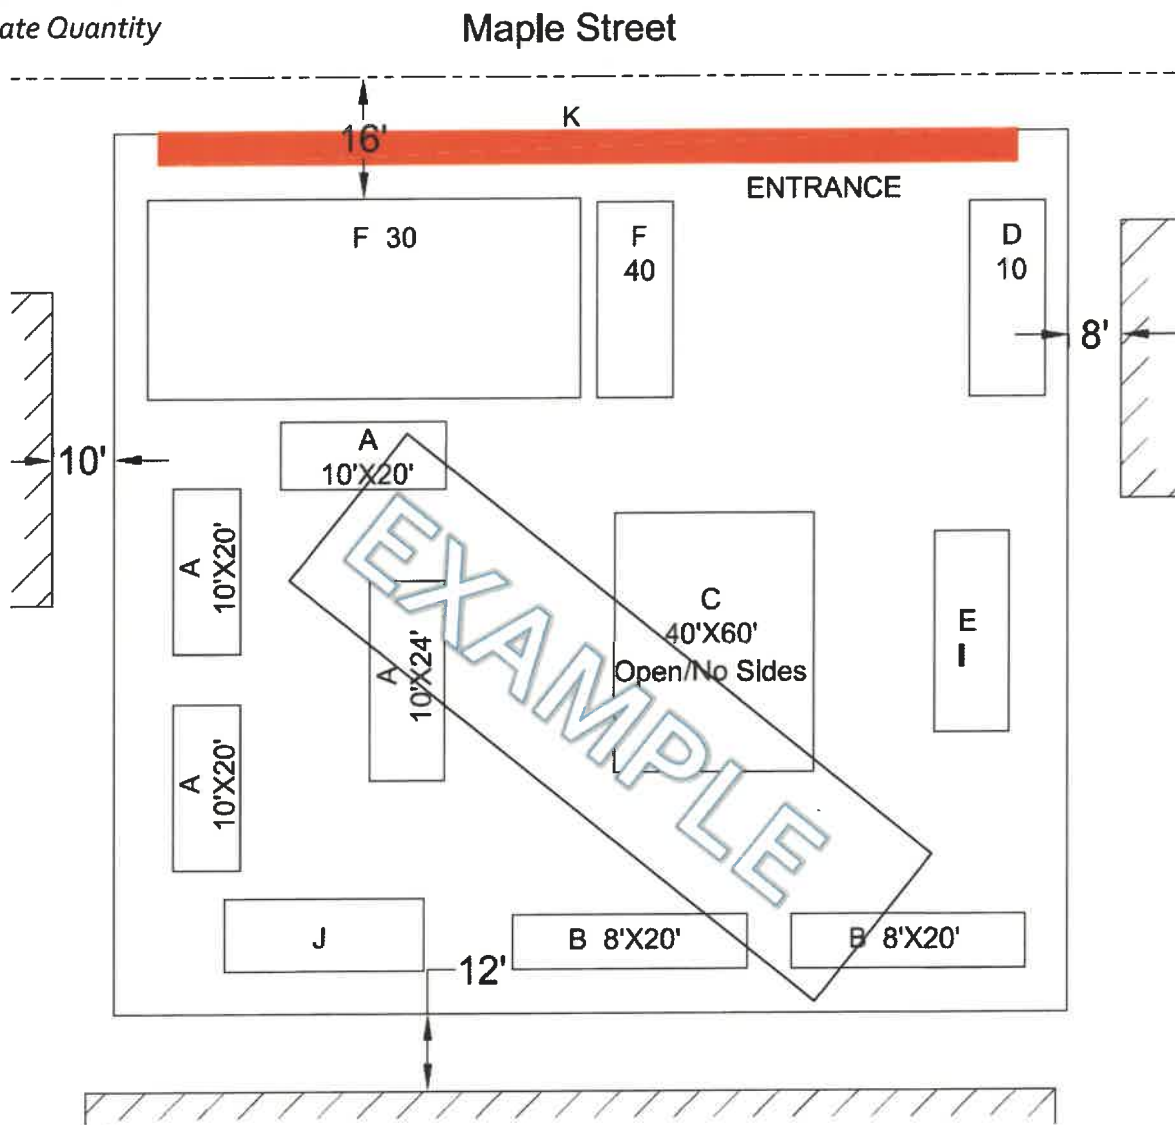 ate Quantity
Maple Street
K
16'
ENTRANCE
F 30
F
40
D
10
8'
10'
A
10'X20'
A
10'X20'
EXAMPLE
A
10'X24'
C
40'X60'
Open/No Sides
E
I
A
10'X20'
J
B 8'X20'
B 8'X20'
12'